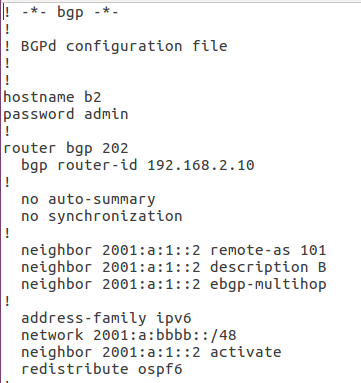 ! -*- bgp -*-
!
! BGPd configuration file
!
!
hostname b2
password admin
!
router bgp 202
  bgp router-id 192.168.2.10
!
  no auto-summary
  no synchronization
!
  neighbor 2001:a:1::2 remote-as 101
  neighbor 2001:a:1::2 description B
  neighbor 2001:a:1::2 ebgp-multihop
!
  address-family ipv6
  network 2001:a:bbbb::/48
  neighbor 2001:a:1::2 activate
  redistribute ospf6
!